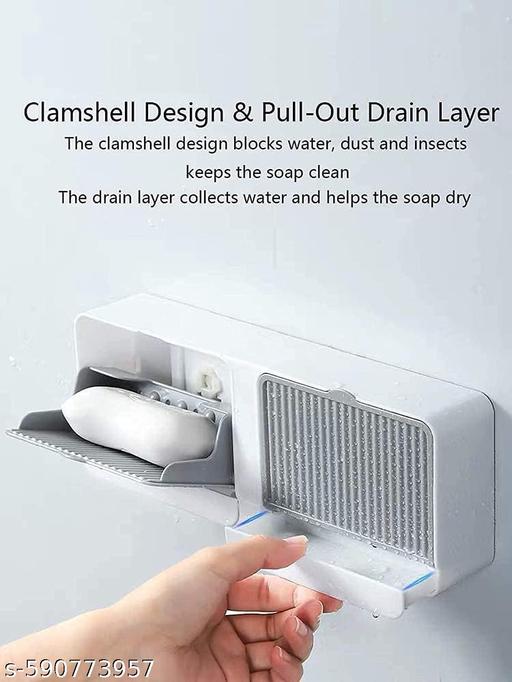 Clamshell Design & Pull-Out Drain Layer
The clamshell design blocks water, dust and insects
keeps the soap clean
The drain layer collects water and helps the soap dry
s-590773957